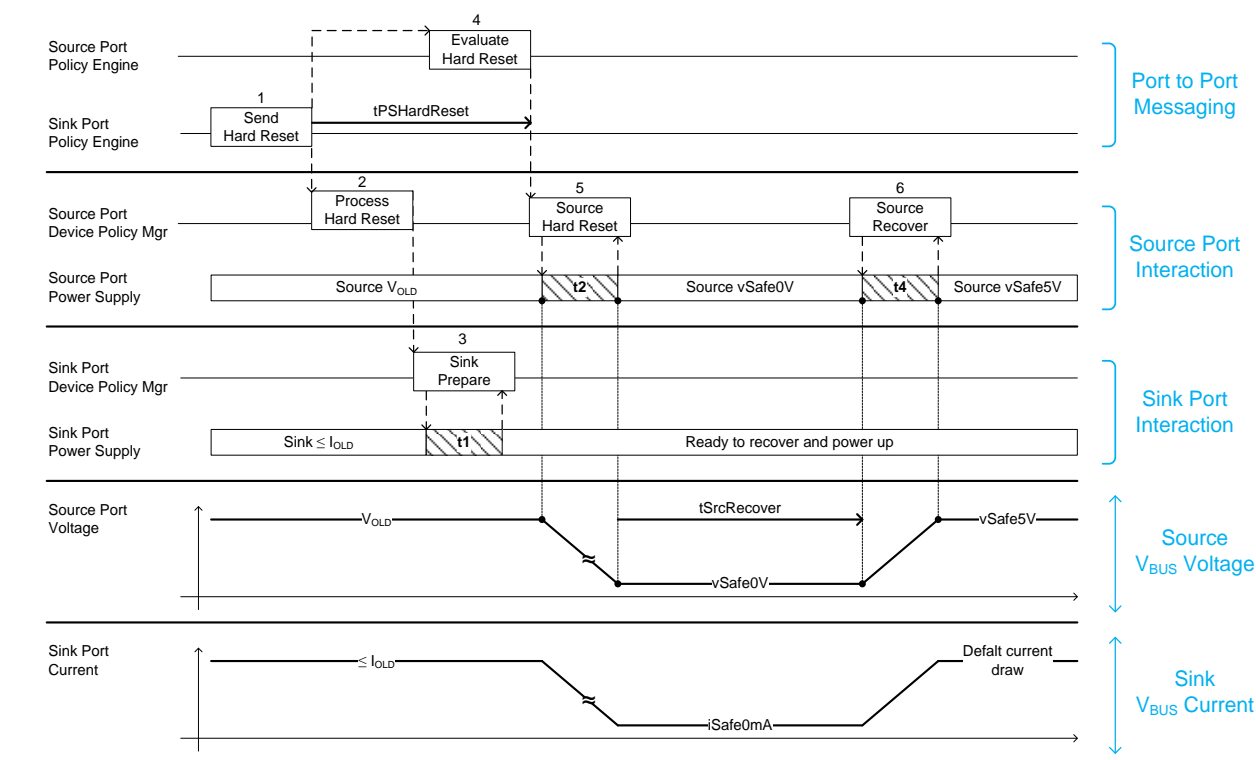 4
Source Port
Policy Engine
Evaluate
Hard Reset
Port to Port
Messaging
1
Sink Port
Policy Engine
Send
Hard Reset
tPSHardReset
2
5
6
Source Port
Device Policy Mgr
Process
Hard Reset
Source
Hard Reset
Source
Recover
Source Port
Interaction
Source Port
Power Supply
Source VOLD
t2
Source vSafe0V
t4
Source vSafe5V
3
Sink Port
Device Policy Mgr
Sink
Prepare
Sink Port
Interaction
Sink Port
Power Supply
Sink ≤ IOLD
t1
Ready to recover and power up
Source Port
Voltage
VOLD
≈
tSrcRecover
vSafe0V
vSafe5V
Source
VBUS Voltage
Sink Port
Current
≤ IOLD
≈
iSafe0mA
Defalt current
draw
Sink
VBUS Current